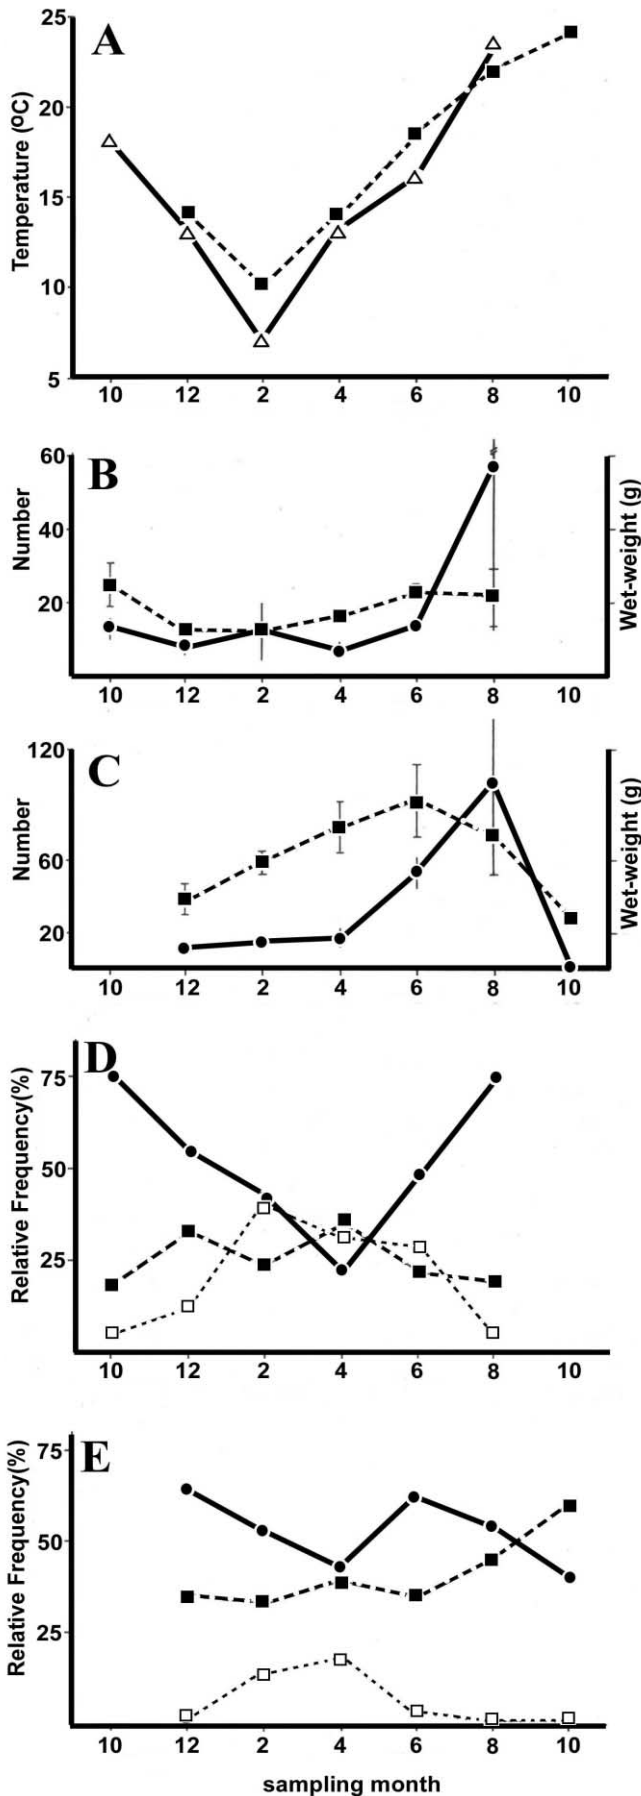 A
Temperature (ºC)
25
20
15
10
5
10 12 2 4 6 8 10
B
Number
60
40
20
Wet-weight (g)
10 12 2 4 6 8 10
C
Number
120
60
20
Wet-weight (g)
10 12 2 4 6 8 10
D
Relative Frequency(%)
75
50
25
10 12 2 4 6 8 10
E
Relative Frequency(%)
75
50
25
10 12 2 4 6 8 10
sampling month